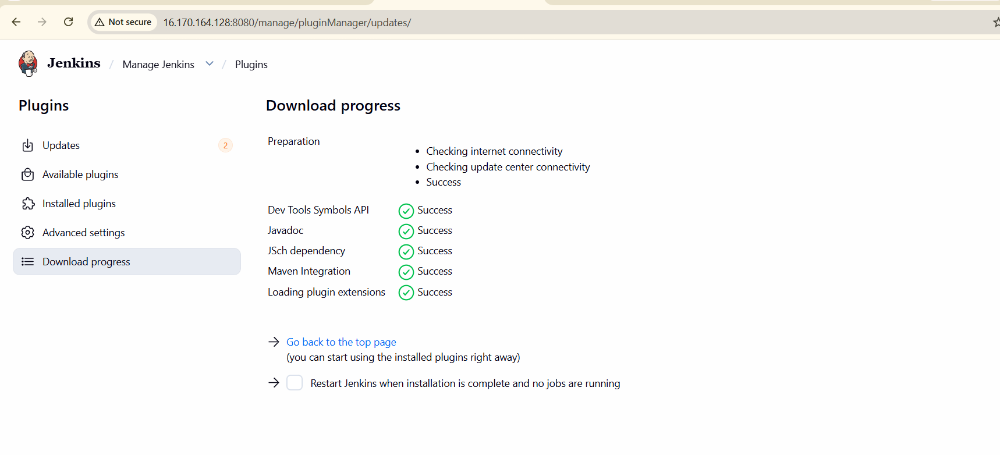 Not secure 16.170.164.128:8080/manage/pluginManager/updates/
Jenkins / Manage Jenkins / Plugins
Plugins
Updates 2
Available plugins
Installed plugins
Advanced settings
Download progress
Download progress
Preparation
• Checking internet connectivity
• Checking update center connectivity
• Success
Dev Tools Symbols API Success
Javadoc Success
JSch dependency Success
Maven Integration Success
Loading plugin extensions Success
→ Go back to the top page
(you can start using the installed plugins right away)
→ Restart Jenkins when installation is complete and no jobs are running